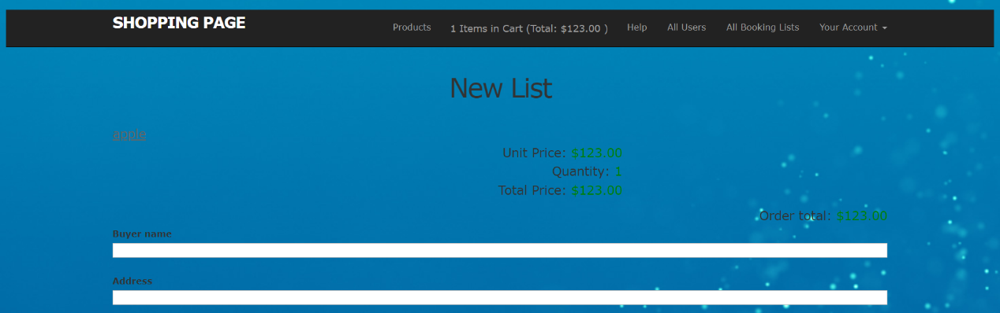 SHOPPING PAGE
Products 1 Items in Cart (Total: $123.00 ) Help All Users All Booking Lists Your Account
New List
apple
Unit Price: $123.00
Quantity: 1
Total Price: $123.00
Order total: $123.00
Buyer name
Address